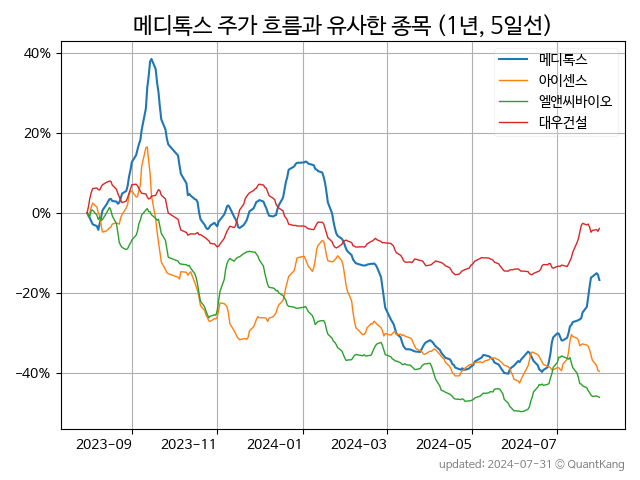 메디톡스 주가 흐름과 유사한 종목 (1년, 5일선)
메디톡스
아이센스
엘앤씨바이오
대우건설
40%
20%
0%
−20%
−40%
2023-09 2023-11 2024-01 2024-03 2024-05 2024-07
updated: 2024-07-31 © QuantKang